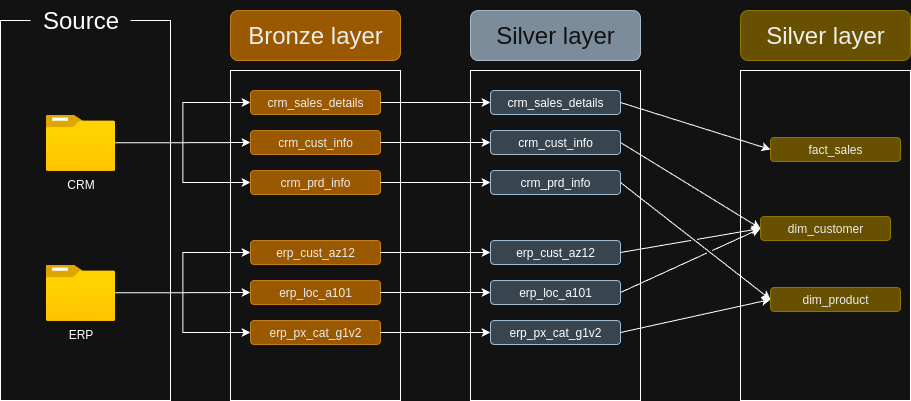 Source
Bronze layer
Silver layer
Silver layer
CRM
ERP
crm_sales_details
crm_cust_info
crm_prd_info
erp_cust_az12
erp_loc_a101
erp_px_cat_g1v2
crm_sales_details
crm_cust_info
crm_prd_info
erp_cust_az12
erp_loc_a101
erp_px_cat_g1v2
fact_sales
dim_customer
dim_product